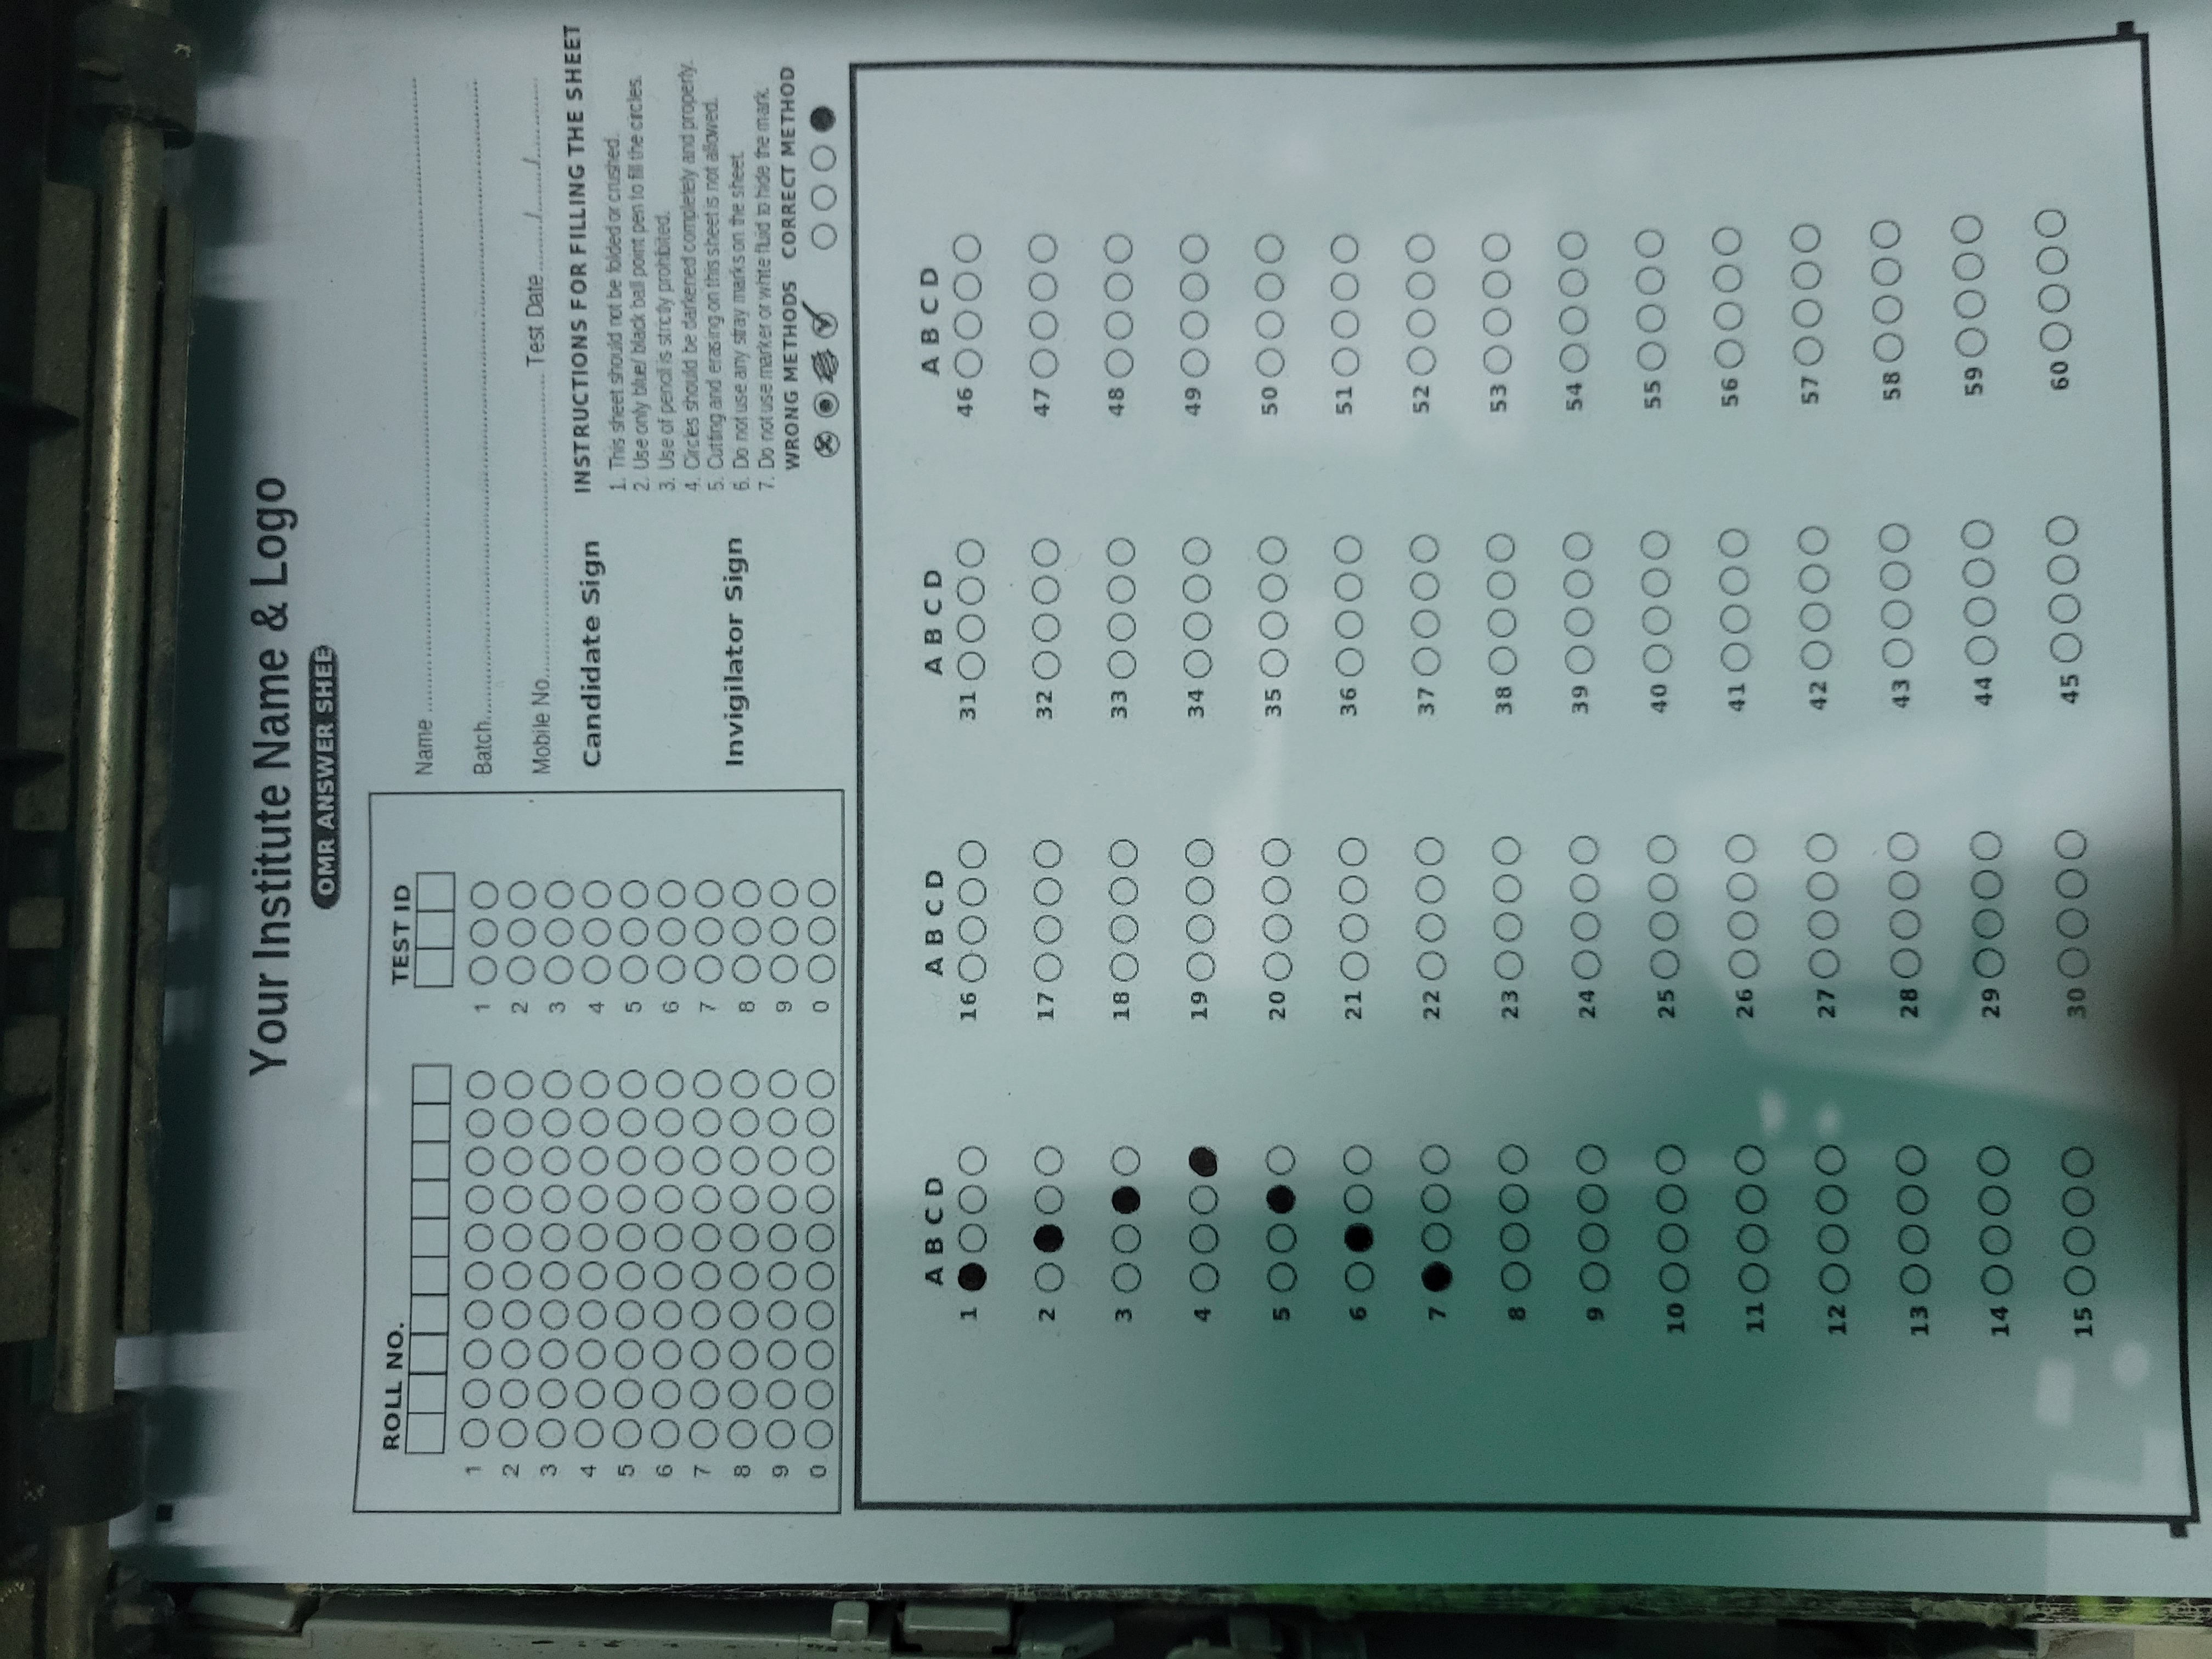 Your Institute Name & Logo
OMR ANSWER SHEE
ROLL NO.
TEST ID
1 1
2 2
3 3
4 4
5 5
6 6
7 7
8 8
9 9
0 0
Name
Batch
Mobile No. Test Date ....../....../......
Candidate Sign
Invigilator Sign
INSTRUCTIONS FOR FILLING THE SHEET
1. This sheet should not be folded or crushed.
2. Use only blue/ black ball point pen to fill the circles.
3. Use of pencil is strictly prohibited.
4. Circles should be darkened completely and properly.
5. Cutting and erasing on this sheet is not allowed.
6. Do not use any stray marks on the sheet.
7. Do not use marker or white fluid to hide the mark.
WRONG METHODS CORRECT METHOD
A B C D A B C D A B C D A B C D
1 16 31 46
2 17 32 47
3 18 33 48
4 19 34 49
5 20 35 50
6 21 36 51
7 22 37 52
8 23 38 53
9 24 39 54
10 25 40 55
11 26 41 56
12 27 42 57
13 28 43 58
14 29 44 59
15 30 45 60